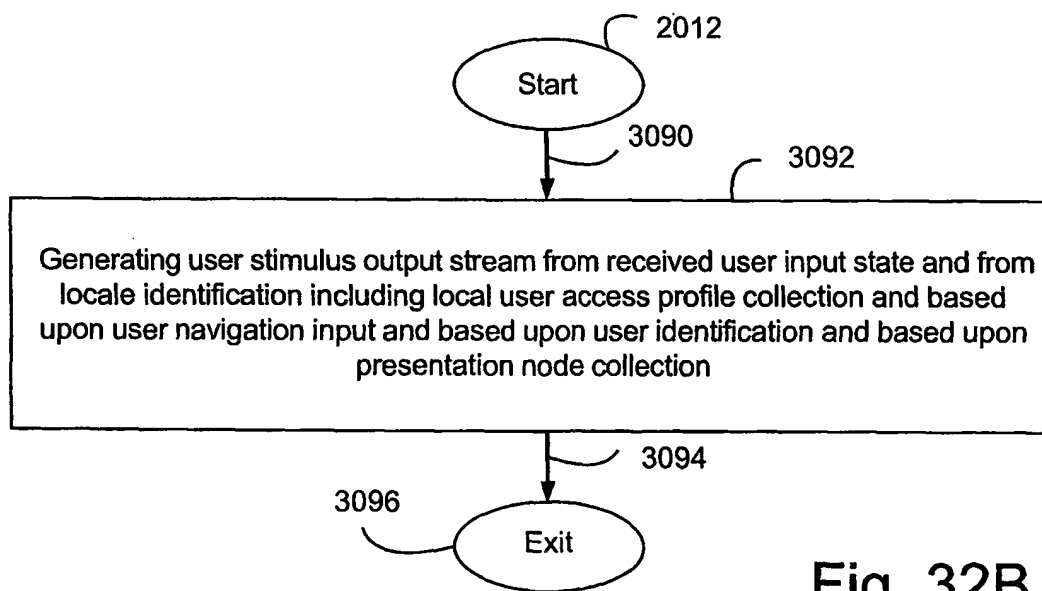 2012
Start
3090
3092
Generating user stimulus output stream from received user input state and from
locale identification including local user access profile collection and based
upon user navigation input and based upon user identification and based upon
presentation node collection
3094
3096
Exit
Fig. 32B